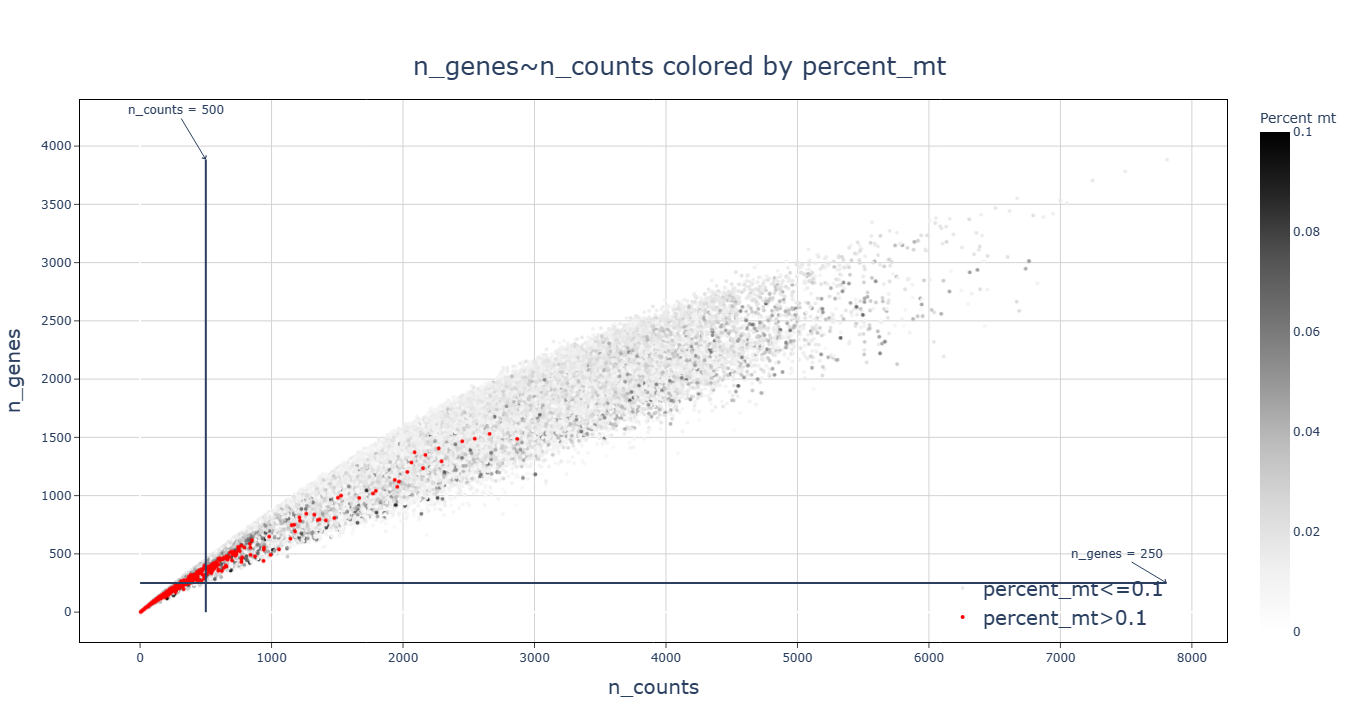 n_genes~n_counts colored by percent_mt
n_counts = 500
Percent mt
0.1
0.08
0.06
0.04
0.02
0
4000
3500
3000
2500
2000
1500
1000
500
0
n_genes
n_genes = 250
percent_mt<=0.1
percent_mt>0.1
0 1000 2000 3000 4000 5000 6000 7000 8000
n_counts